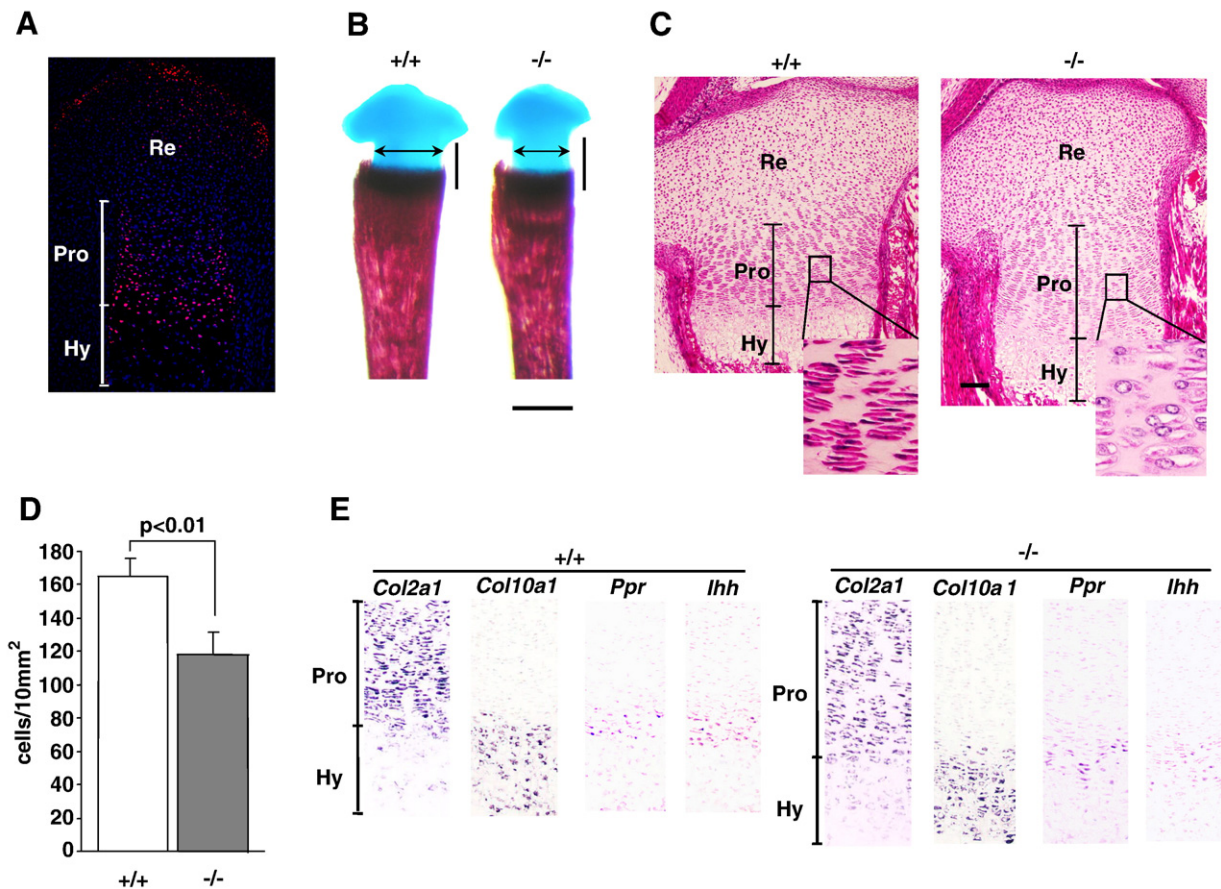 A
Re
Pro
Hy
B
+/+
-/-
C
+/+
-/-
Re
Pro
Hy
Re
Pro
Hy
D
p<0.01
cells/10mm²
180
160
140
120
100
80
60
40
20
0
+/+
-/-
E
+/+
Col2a1 Col10a1 Ppr Ihh
Pro
Hy
-/-
Col2a1 Col10a1 Ppr Ihh
Pro
Hy